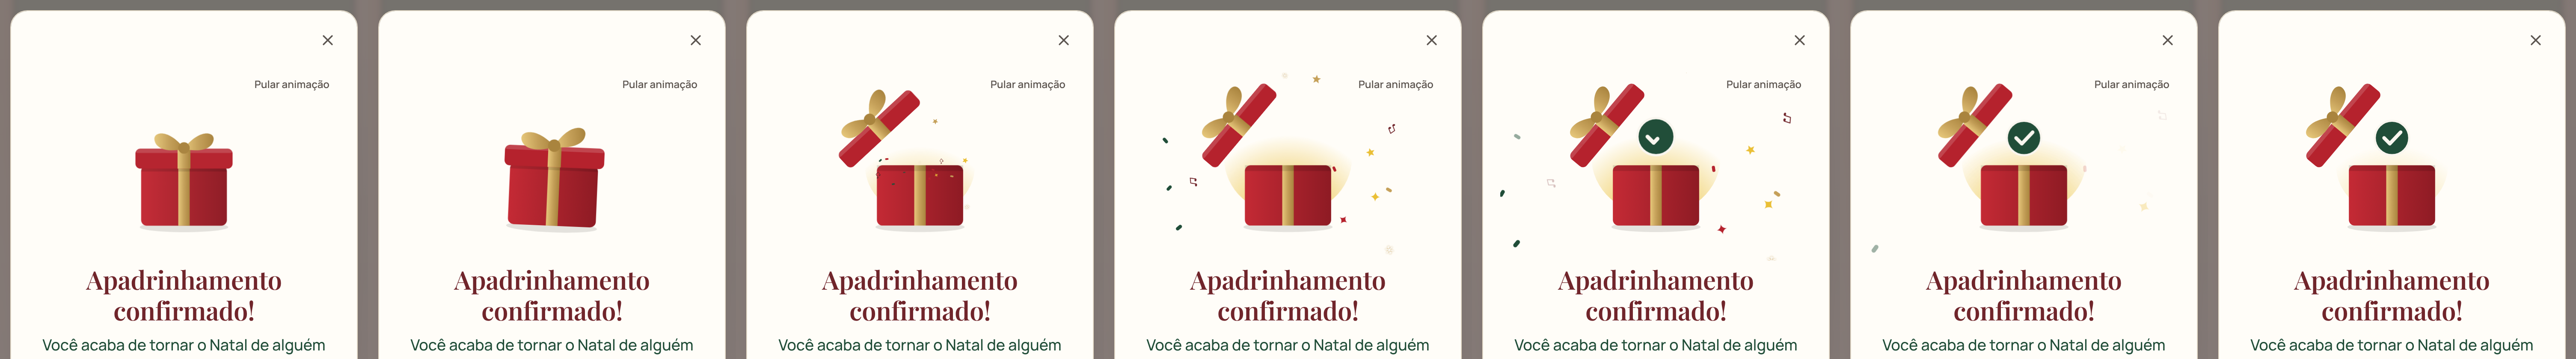 Pular animação
Apadrinhamento
confirmado!
Você acaba de tornar o Natal de alguém
Pular animação
Apadrinhamento
confirmado!
Você acaba de tornar o Natal de alguém
Pular animação
Apadrinhamento
confirmado!
Você acaba de tornar o Natal de alguém
Pular animação
Apadrinhamento
confirmado!
Você acaba de tornar o Natal de alguém
Pular animação
Apadrinhamento
confirmado!
Você acaba de tornar o Natal de alguém
Pular animação
Apadrinhamento
confirmado!
Você acaba de tornar o Natal de alguém
Apadrinhamento
confirmado!
Você acaba de tornar o Natal de alguém